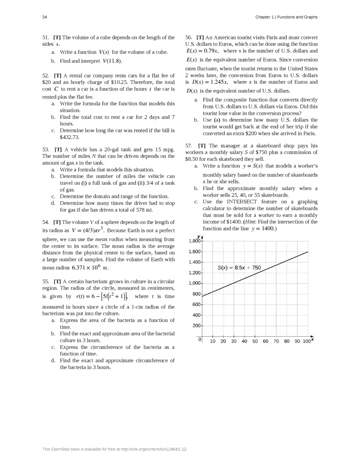 34
Chapter 1 | Functions and Graphs
51. [T] The volume of a cube depends on the length of the
sides s.
a. Write a function V(s) for the volume of a cube.
b. Find and interpret V(11.8).
52. [T] A rental car company rents cars for a flat fee of
$20 and an hourly charge of $10.25. Therefore, the total
cost C to rent a car is a function of the hours t the car is
rented plus the flat fee.
a. Write the formula for the function that models this
situation.
b. Find the total cost to rent a car for 2 days and 7
hours.
c. Determine how long the car was rented if the bill is
$432.73.
53. [T] A vehicle has a 20-gal tank and gets 15 mpg.
The number of miles N that can be driven depends on the
amount of gas x in the tank.
a. Write a formula that models this situation.
b. Determine the number of miles the vehicle can
travel on (i) a full tank of gas and (ii) 3/4 of a tank
of gas.
c. Determine the domain and range of the function.
d. Determine how many times the driver had to stop
for gas if she has driven a total of 578 mi.
54. [T] The volume V of a sphere depends on the length of
its radius as V = (4/3)πr³. Because Earth is not a perfect
sphere, we can use the mean radius when measuring from
the center to its surface. The mean radius is the average
distance from the physical center to the surface, based on
a large number of samples. Find the volume of Earth with
mean radius 6.371 × 10⁶ m.
55. [T] A certain bacterium grows in culture in a circular
region. The radius of the circle, measured in centimeters,
is given by r(t) = 6 − [5/(t² + 1)], where t is time
measured in hours since a circle of a 1-cm radius of the
bacterium was put into the culture.
a. Express the area of the bacteria as a function of
time.
b. Find the exact and approximate area of the bacterial
culture in 3 hours.
c. Express the circumference of the bacteria as a
function of time.
d. Find the exact and approximate circumference of
the bacteria in 3 hours.
56. [T] An American tourist visits Paris and must convert
U.S. dollars to Euros, which can be done using the function
E(x) = 0.79x, where x is the number of U.S. dollars and
E(x) is the equivalent number of Euros. Since conversion
rates fluctuate, when the tourist returns to the United States
2 weeks later, the conversion from Euros to U.S. dollars
is D(x) = 1.245x, where x is the number of Euros and
D(x) is the equivalent number of U.S. dollars.
a. Find the composite function that converts directly
from U.S. dollars to U.S. dollars via Euros. Did this
tourist lose value in the conversion process?
b. Use (a) to determine how many U.S. dollars the
tourist would get back at the end of her trip if she
converted an extra $200 when she arrived in Paris.
57. [T] The manager at a skateboard shop pays his
workers a monthly salary S of $750 plus a commission of
$8.50 for each skateboard they sell.
a. Write a function y = S(x) that models a worker's
monthly salary based on the number of skateboards
x he or she sells.
b. Find the approximate monthly salary when a
worker sells 25, 40, or 55 skateboards.
c. Use the INTERSECT feature on a graphing
calculator to determine the number of skateboards
that must be sold for a worker to earn a monthly
income of $1400. (Hint: Find the intersection of the
function and the line y = 1400.)
y
1,800
1,600
1,400
S(x) = 8.5x + 750
1,200
1,000
800
600
400
200
0 10 20 30 40 50 60 70 80 90 100 x
This OpenStax book is available for free at http://cnx.org/content/col11964/1.12